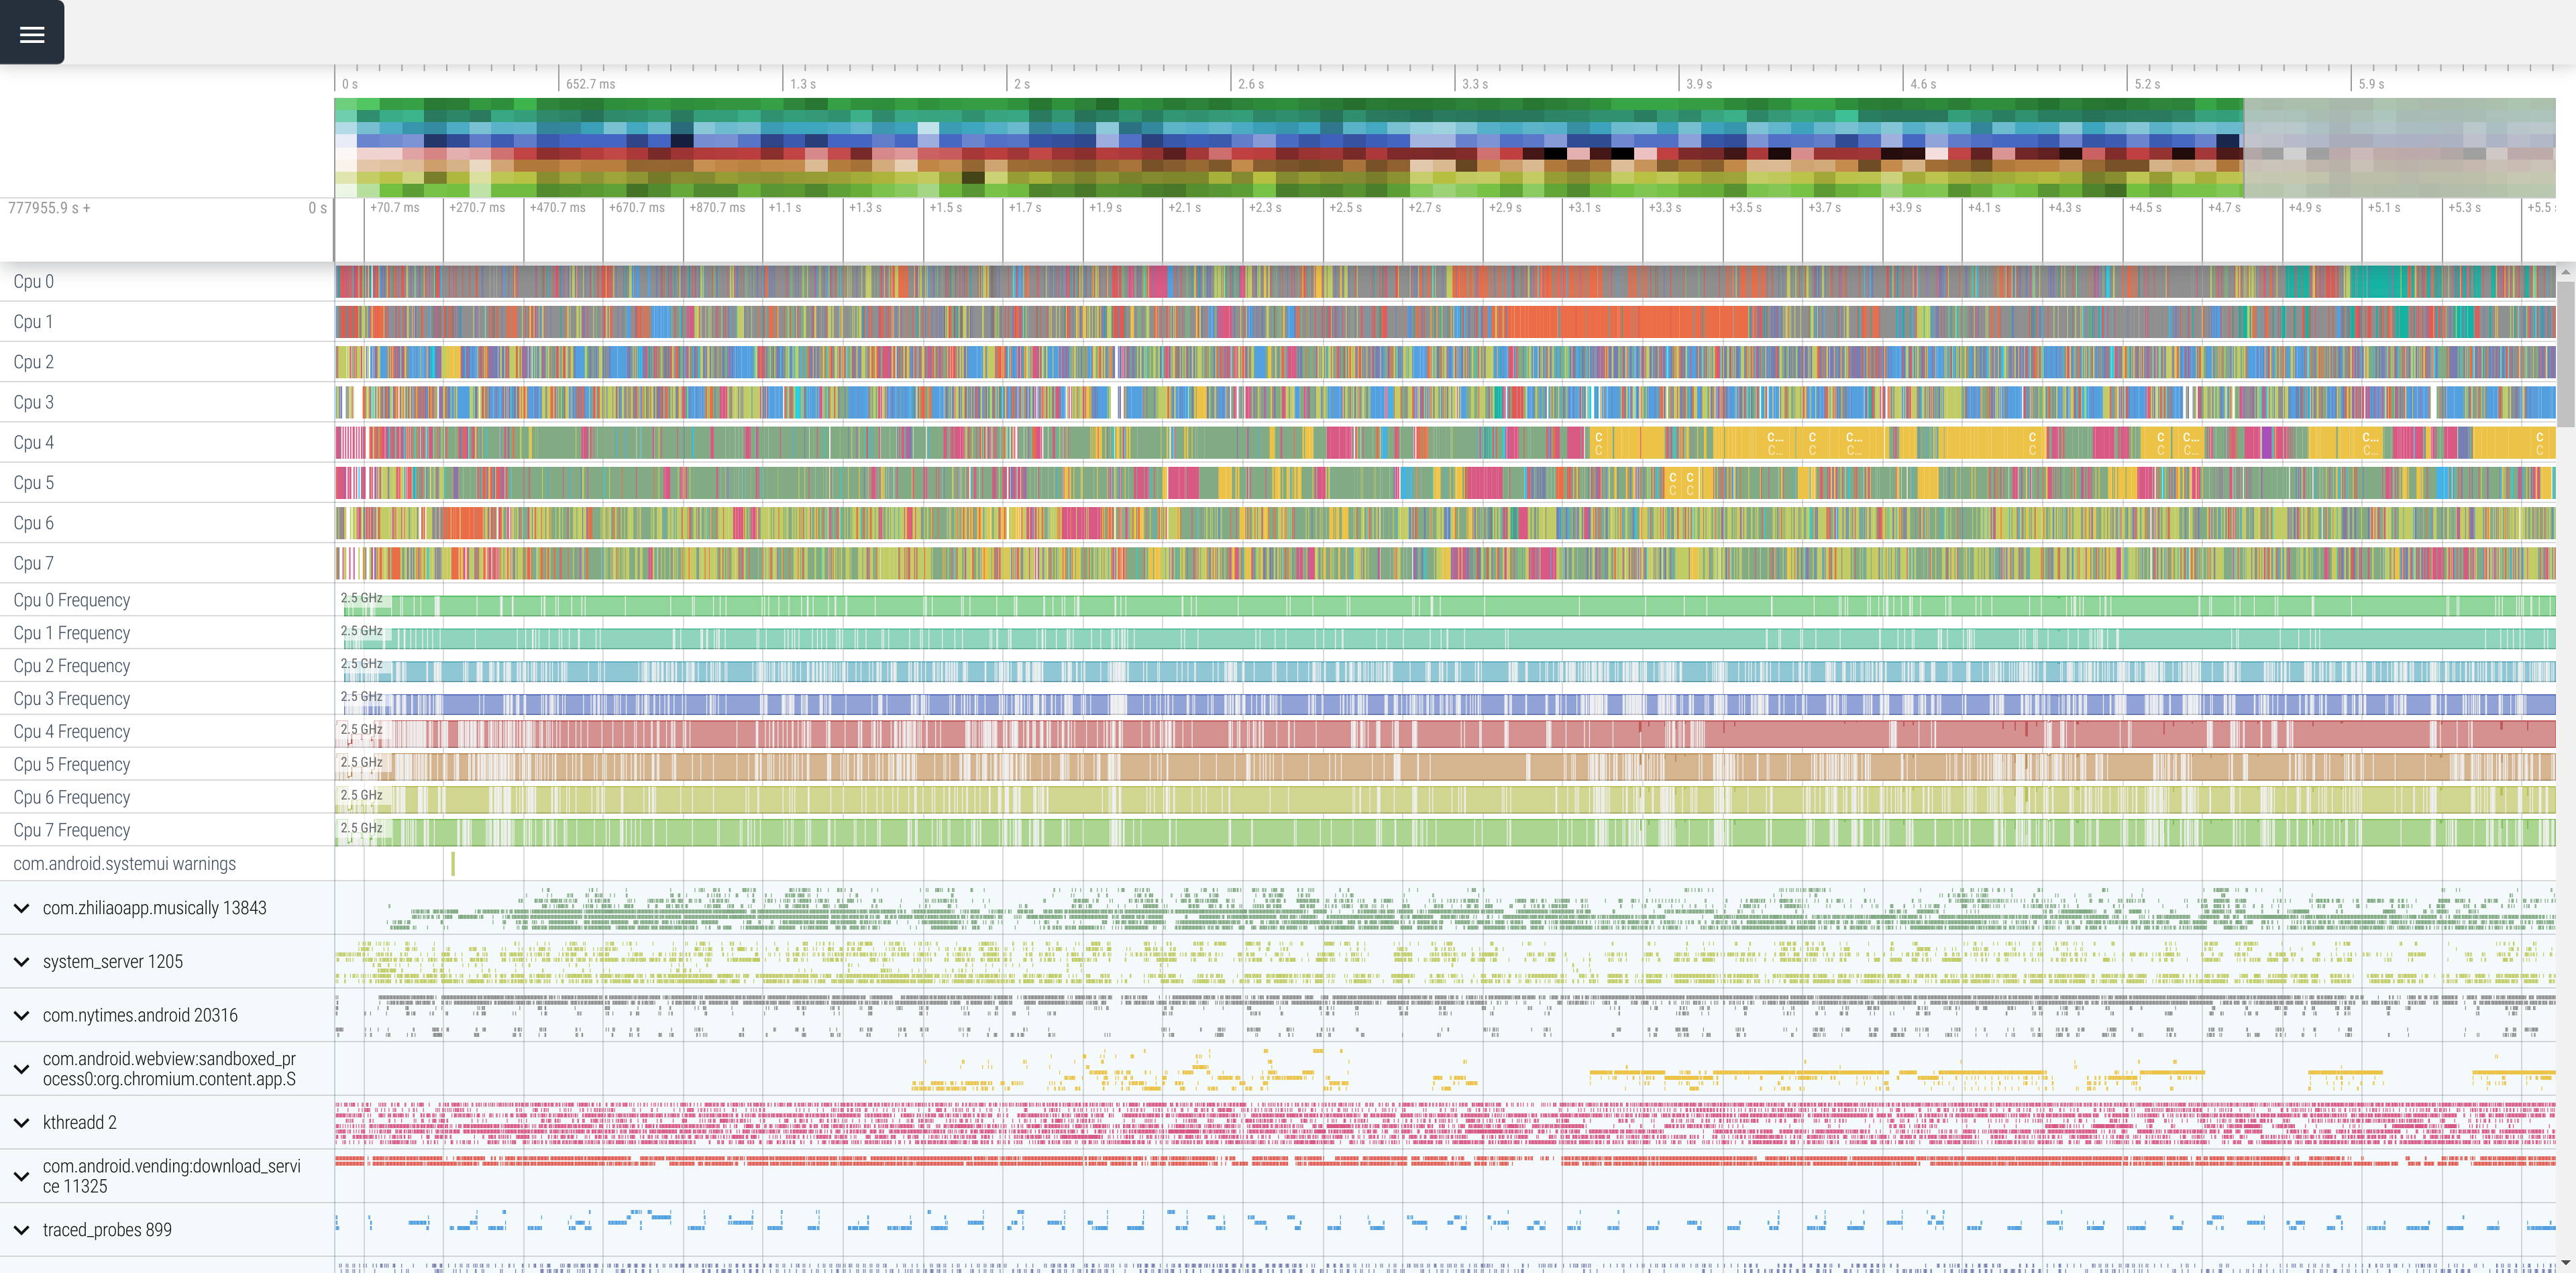 0 s
652.7 ms
1.3 s
2 s
2.6 s
3.3 s
3.9 s
4.6 s
5.2 s
5.9 s
777955.9 s +
0 s
+70.7 ms
+270.7 ms
+470.7 ms
+670.7 ms
+870.7 ms
+1.1 s
+1.3 s
+1.5 s
+1.7 s
+1.9 s
+2.1 s
+2.3 s
+2.5 s
+2.7 s
+2.9 s
+3.1 s
+3.3 s
+3.5 s
+3.7 s
+3.9 s
+4.1 s
+4.3 s
+4.5 s
+4.7 s
+4.9 s
+5.1 s
+5.3 s
+5.5
Cpu 0
Cpu 1
Cpu 2
Cpu 3
Cpu 4
C C... C C... C C C... C... C
C C... C C... C C C... C... C
Cpu 5
C C
C C
Cpu 6
Cpu 7
Cpu 0 Frequency
2.5 GHz
Cpu 1 Frequency
2.5 GHz
Cpu 2 Frequency
2.5 GHz
Cpu 3 Frequency
2.5 GHz
Cpu 4 Frequency
2.5 GHz
Cpu 5 Frequency
2.5 GHz
Cpu 6 Frequency
2.5 GHz
Cpu 7 Frequency
2.5 GHz
com.android.systemui warnings
com.zhiliaoapp.musically 13843
system_server 1205
com.nytimes.android 20316
com.android.webview:sandboxed_pr
ocess0:org.chromium.content.app.S
kthreadd 2
com.android.vending:download_servi
ce 11325
traced_probes 899